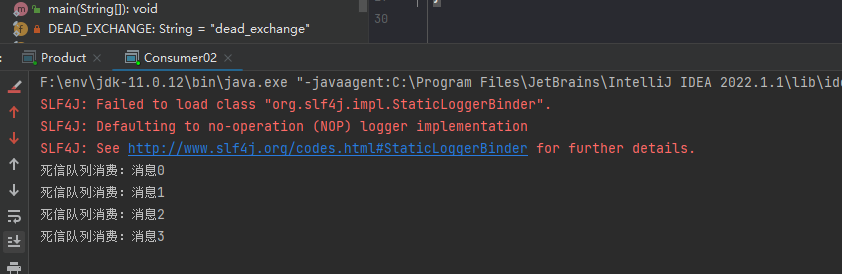 main(String[]): void
DEAD_EXCHANGE: String = "dead_exchange"
30
Product
Consumer02
F:\env\jdk-11.0.12\bin\java.exe "-javaagent:C:\Program Files\JetBrains\IntelliJ IDEA 2022.1.1\lib\ide
SLF4J: Failed to load class "org.slf4j.impl.StaticLoggerBinder".
SLF4J: Defaulting to no-operation (NOP) logger implementation
SLF4J: See http://www.slf4j.org/codes.html#StaticLoggerBinder for further details.
死信队列消费：消息0
死信队列消费：消息1
死信队列消费：消息2
死信队列消费：消息3